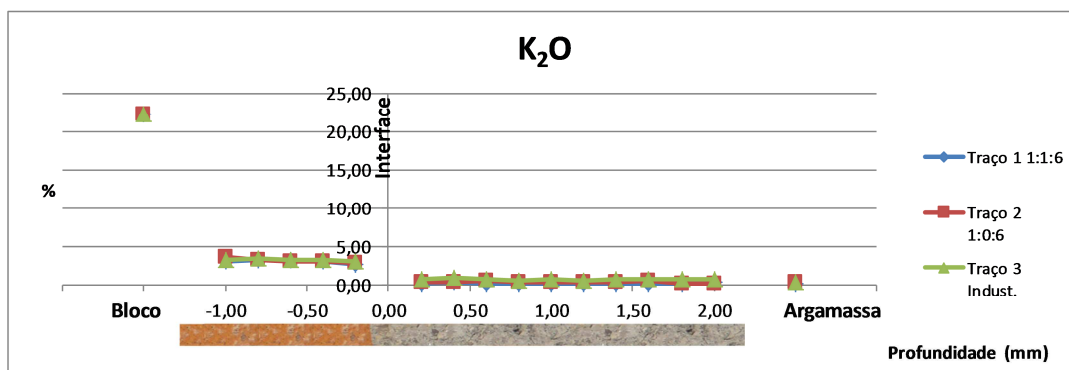 K₂O
25,00
20,00
15,00
10,00
5,00
0,00
%
Interface
Bloco
-1,00
-0,50
0,00
0,50
1,00
1,50
2,00
Argamassa
Profundidade (mm)
Traço 1 1:1:6
Traço 2
1:0:6
Traço 3
Indust.